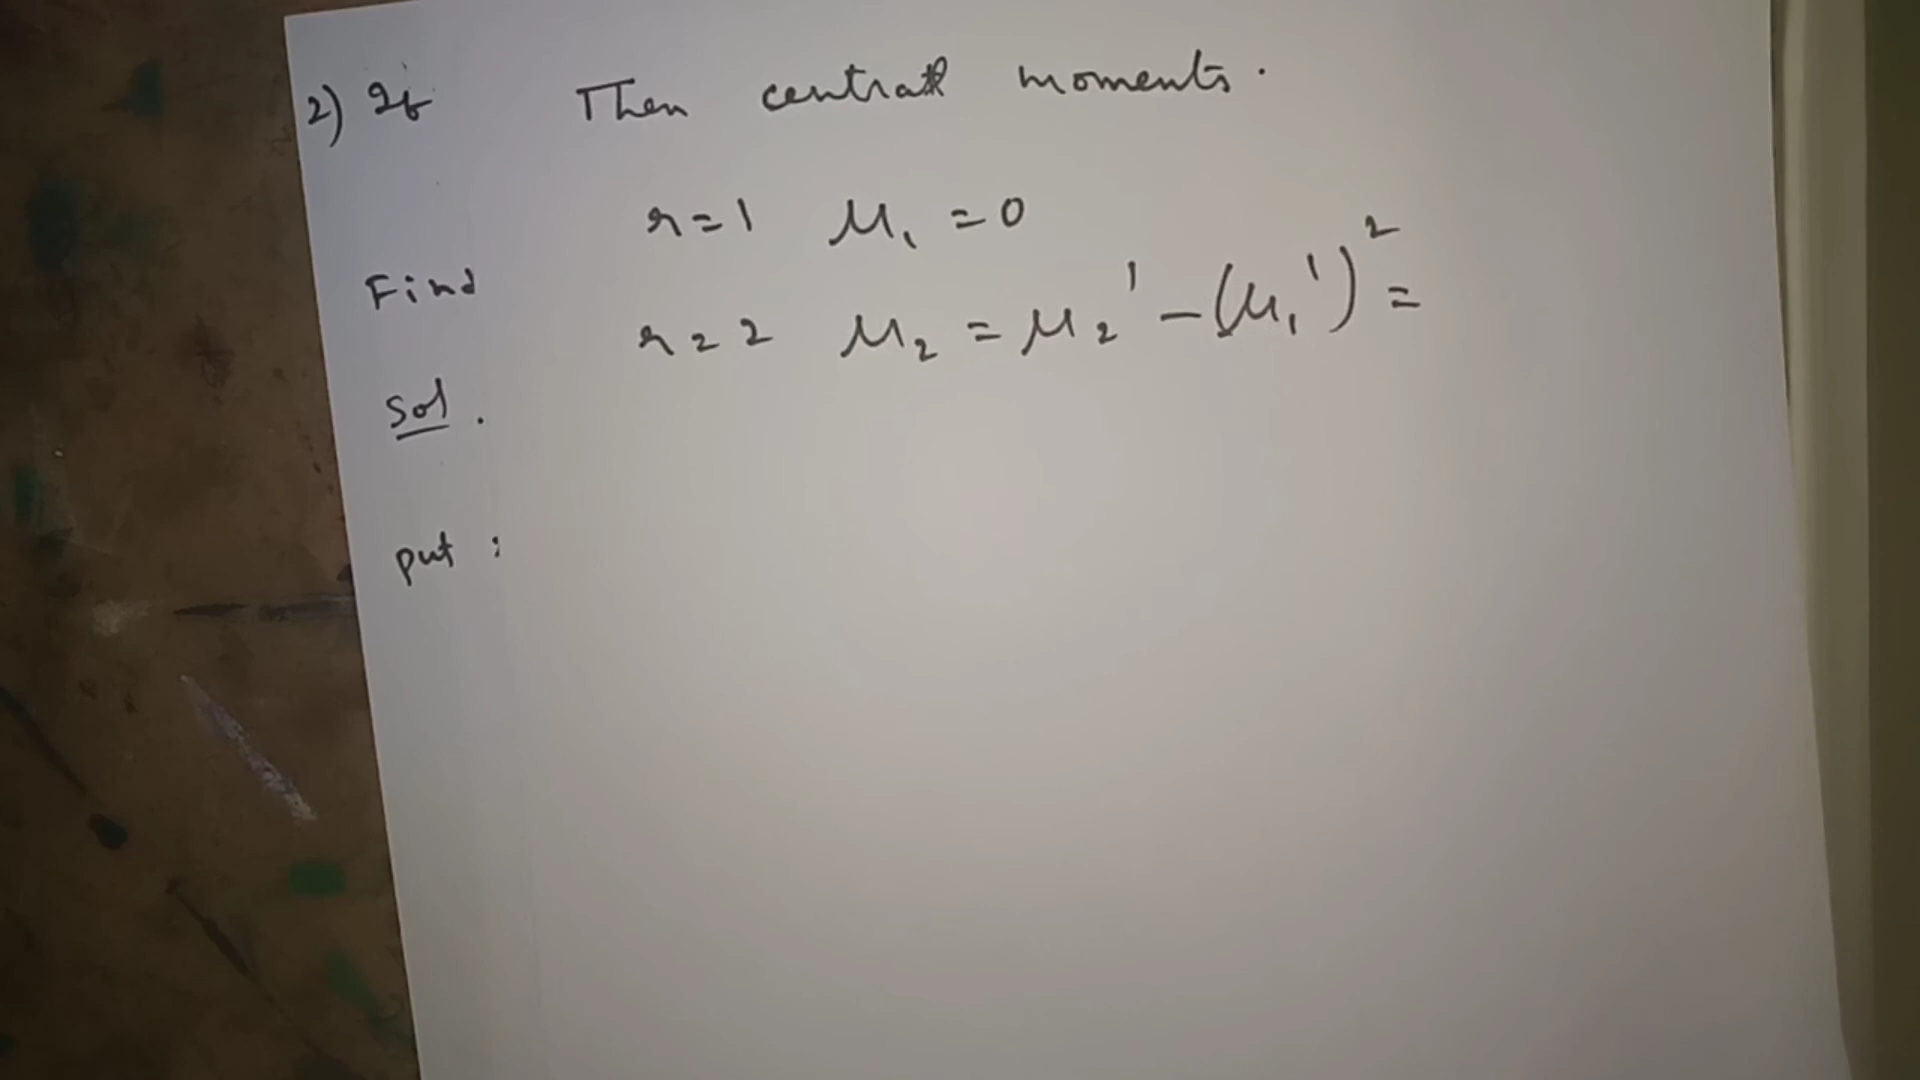 2) If Then central moments.
r=1 μ₁ =0
Find
r=2 μ₂ = μ₂' -(μ₁')² =
Sol.
put :